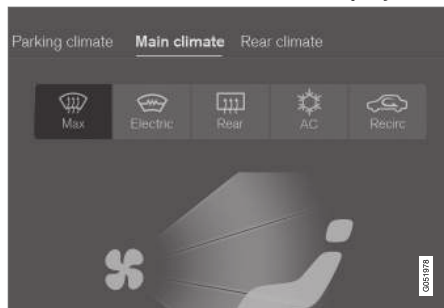 Parking climate Main climate Rear climate
Max Electric Rear AC Recirc
G051978